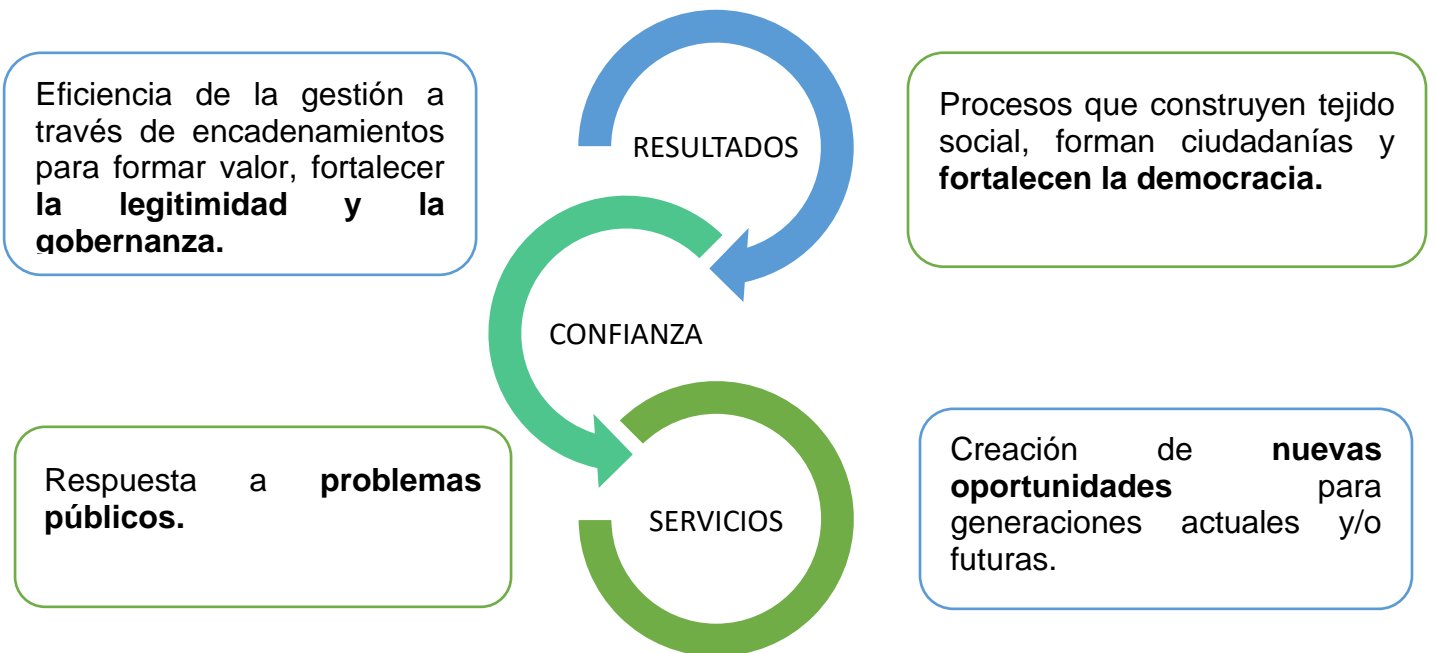 Eficiencia de la gestión a
través de encadenamientos
para formar valor, fortalecer
la legitimidad y la
gobernanza.
RESULTADOS
Procesos que construyen tejido
social, forman ciudadanías y
fortalecen la democracia.
CONFIANZA
Respuesta a problemas
públicos.
SERVICIOS
Creación de nuevas
oportunidades para
generaciones actuales y/o
futuras.